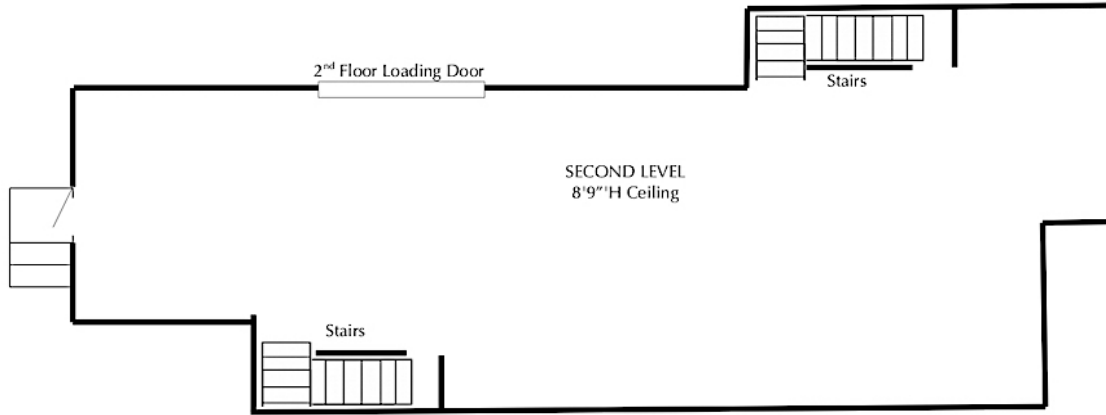 2nd Floor Loading Door
Stairs
SECOND LEVEL
8'9"'H Ceiling
Stairs